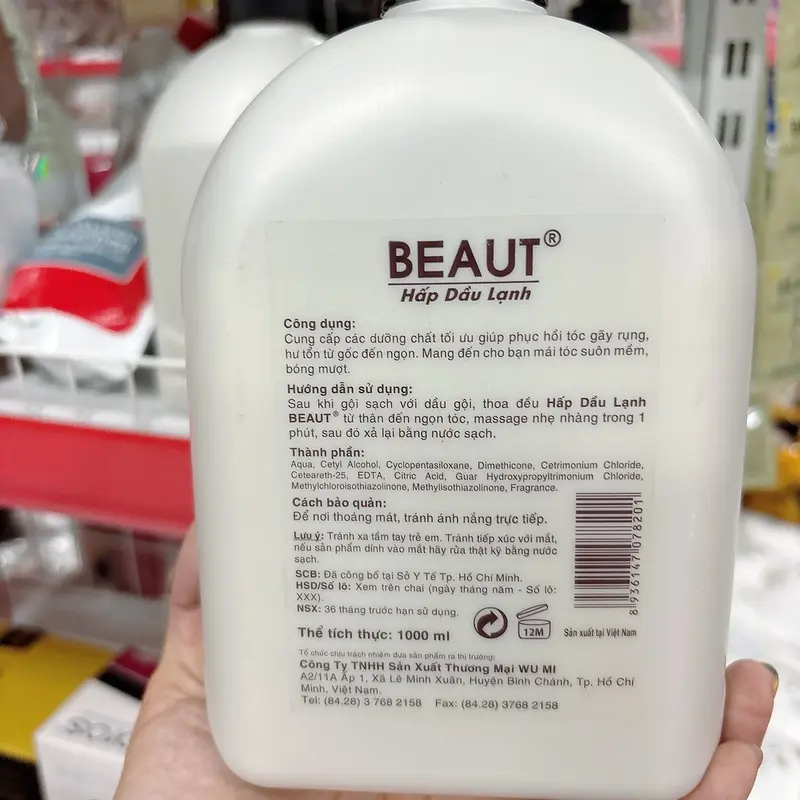 BEAUT®
Hấp Dầu Lạnh
Công dụng:
Cung cấp các dưỡng chất tối ưu giúp phục hồi tóc gãy rụng,
hư tổn từ gốc đến ngọn. Mang đến cho bạn mái tóc suôn mềm,
bóng mượt.
Hướng dẫn sử dụng:
Sau khi gội sạch với dầu gội, thoa đều Hấp Dầu Lạnh
BEAUT® từ thân đến ngọn tóc, massage nhẹ nhàng trong 1
phút, sau đó xả lại bằng nước sạch.
Thành phần:
Aqua, Cetyl Alcohol, Cyclopentasiloxane, Dimethicone, Cetrimonium Chloride,
Ceteareth-25, EDTA, Citric Acid, Guar Hydroxypropyltrimonium Chloride,
Methylchloroisothiazolinone, Methylisothiazolinone, Fragrance.
Cách bảo quản:
Để nơi thoáng mát, tránh ánh nắng trực tiếp.
Lưu ý: Tránh xa tầm tay trẻ em. Tránh tiếp xúc với mắt,
nếu sản phẩm dính vào mắt hãy rửa thật kỹ bằng nước
sạch.
SCB: Đã công bố tại Sở Y Tế Tp. Hồ Chí Minh.
HSD/Số lô: Xem trên chai (ngày tháng năm - Số lô:
XXX).
NSX: 36 tháng trước hạn sử dụng.
Thể tích thực: 1000 ml
12M
Sản xuất tại Việt Nam
8 936147 078201
Tổ chức chịu trách nhiệm đưa sản phẩm ra thị trường:
Công Ty TNHH Sản Xuất Thương Mại WU MI
A2/11A Ấp 1, Xã Lê Minh Xuân, Huyện Bình Chánh, Tp. Hồ Chí
Minh, Việt Nam.
Tel: (84.28) 3 768 2158 Fax: (84.28) 3768 2158